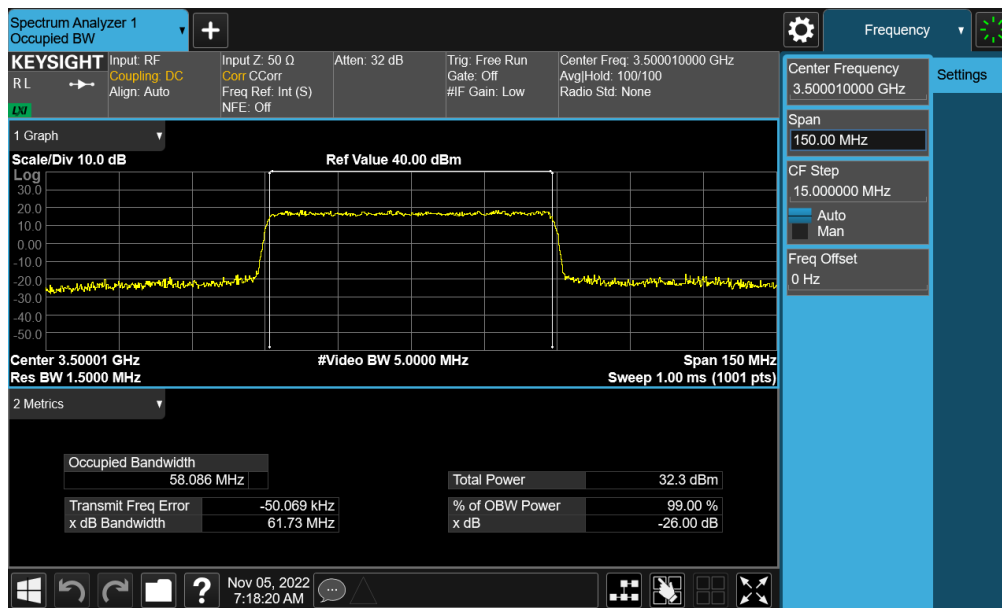 Spectrum Analyzer 1
Occupied BW
Frequency
KEYSIGHT
R L
LXI
Input: RF
Coupling: DC
Align: Auto
Input Z: 50 Ω
Corr CCorr
Freq Ref: Int (S)
NFE: Off
Atten: 32 dB
Trig: Free Run
Gate: Off
#IF Gain: Low
Center Freq: 3.500010000 GHz
Avg|Hold: 100/100
Radio Std: None
Center Frequency
3.500010000 GHz
Settings
Span
150.00 MHz
CF Step
15.000000 MHz
Auto
Man
Freq Offset
0 Hz
1 Graph
Scale/Div 10.0 dB
Ref Value 40.00 dBm
Log
30.0
20.0
10.0
0.00
-10.0
-20.0
-30.0
-40.0
-50.0
Center 3.50001 GHz
#Video BW 5.0000 MHz
Span 150 MHz
Res BW 1.5000 MHz
Sweep 1.00 ms (1001 pts)
2 Metrics
Occupied Bandwidth
58.086 MHz
Total Power 32.3 dBm
Transmit Freq Error -50.069 kHz
% of OBW Power 99.00 %
x dB Bandwidth 61.73 MHz
x dB -26.00 dB
Nov 05, 2022
7:18:20 AM